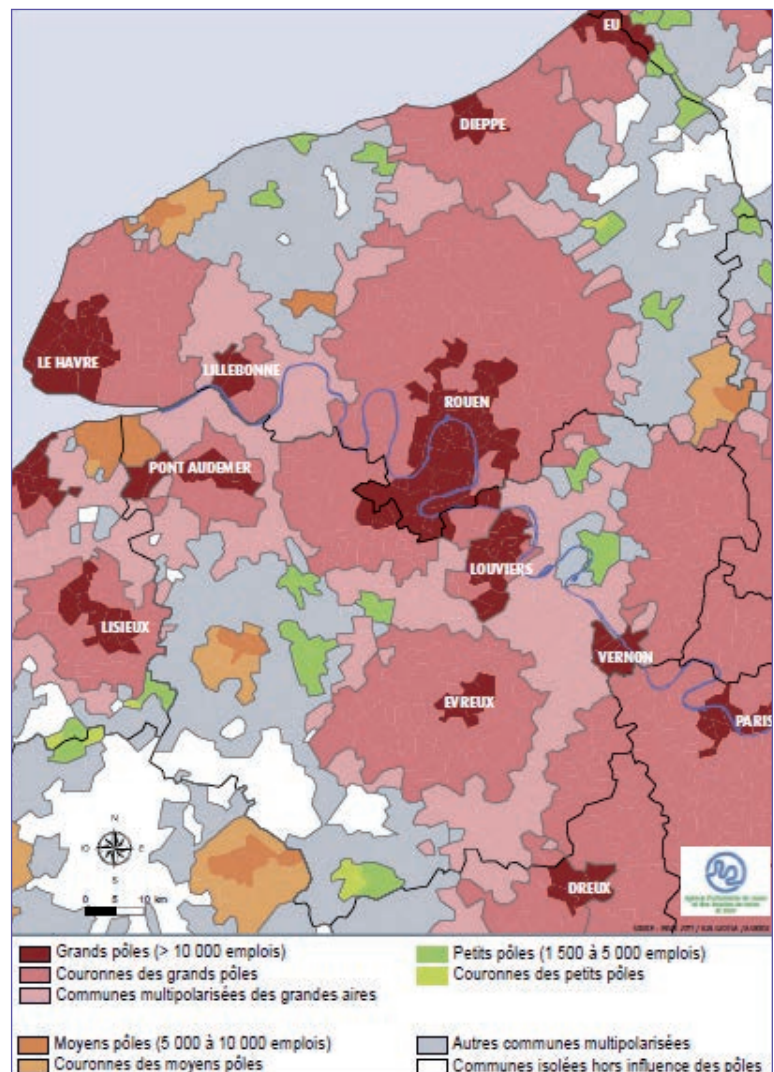 EU
DIEPPE
LE HAVRE
LILLEBONNE
ROUEN
PONT AUDEMER
LOUVIERS
LISIEUX
VERNON
EVREUX
PARIS
N
O
E
S
0 5 10 km
DREUX
Grands pôles (> 10 000 emplois)
Couronnes des grands pôles
Communes multipolarisées des grandes aires
Petits pôles (1 500 à 5 000 emplois)
Couronnes des petits pôles
Moyens pôles (5 000 à 10 000 emplois)
Couronnes des moyens pôles
Autres communes multipolarisées
Communes isolées hors influence des pôles